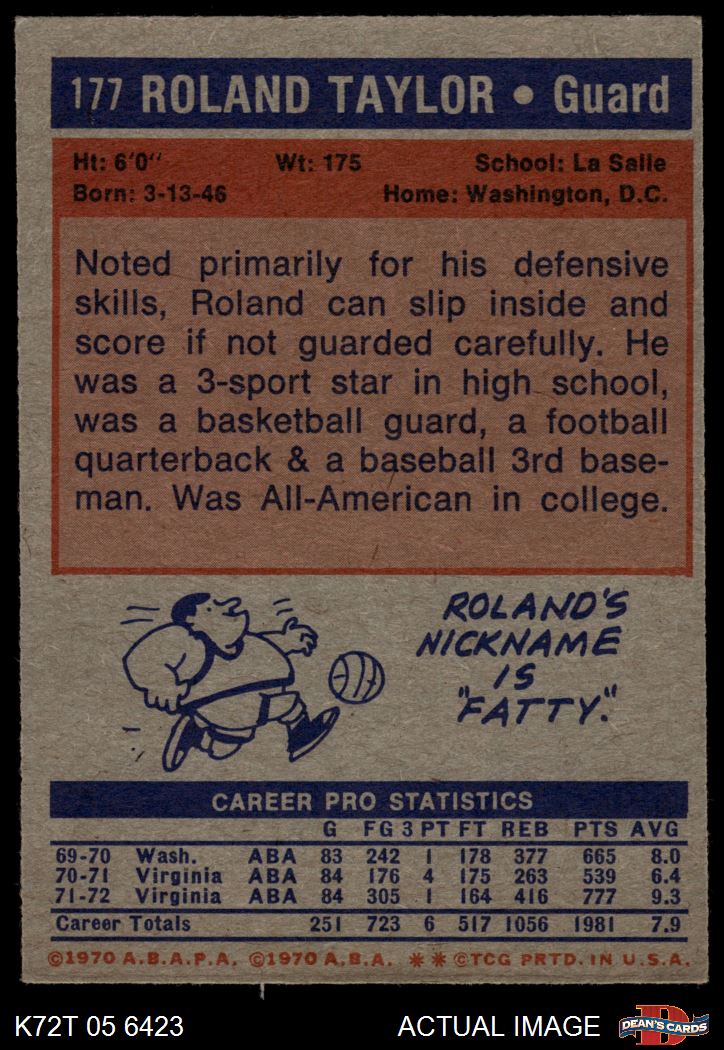 177 ROLAND TAYLOR • Guard
Ht: 6'0" Wt: 175 School: La Salle
Born: 3-13-46 Home: Washington, D.C.
Noted primarily for his defensive
skills, Roland can slip inside and
score if not guarded carefully. He
was a 3-sport star in high school,
was a basketball guard, a football
quarterback & a baseball 3rd base-
man. Was All-American in college.
ROLAND'S
NICKNAME
IS
"FATTY."
CAREER PRO STATISTICS
G FG 3 PT FT REB PTS AVG
69-70 Wash. ABA 83 242 1 178 377 665 8.0
70-71 Virginia ABA 84 176 4 175 263 539 6.4
71-72 Virginia ABA 84 305 1 164 416 777 9.3
Career Totals 251 723 6 517 1056 1981 7.9
©1970 A.B.A.P.A. ©1970 A.B.A. ** ©TCG PRTD. IN U.S.A.
K72T 05 6423 ACTUAL IMAGE D DEAN'S CARDS